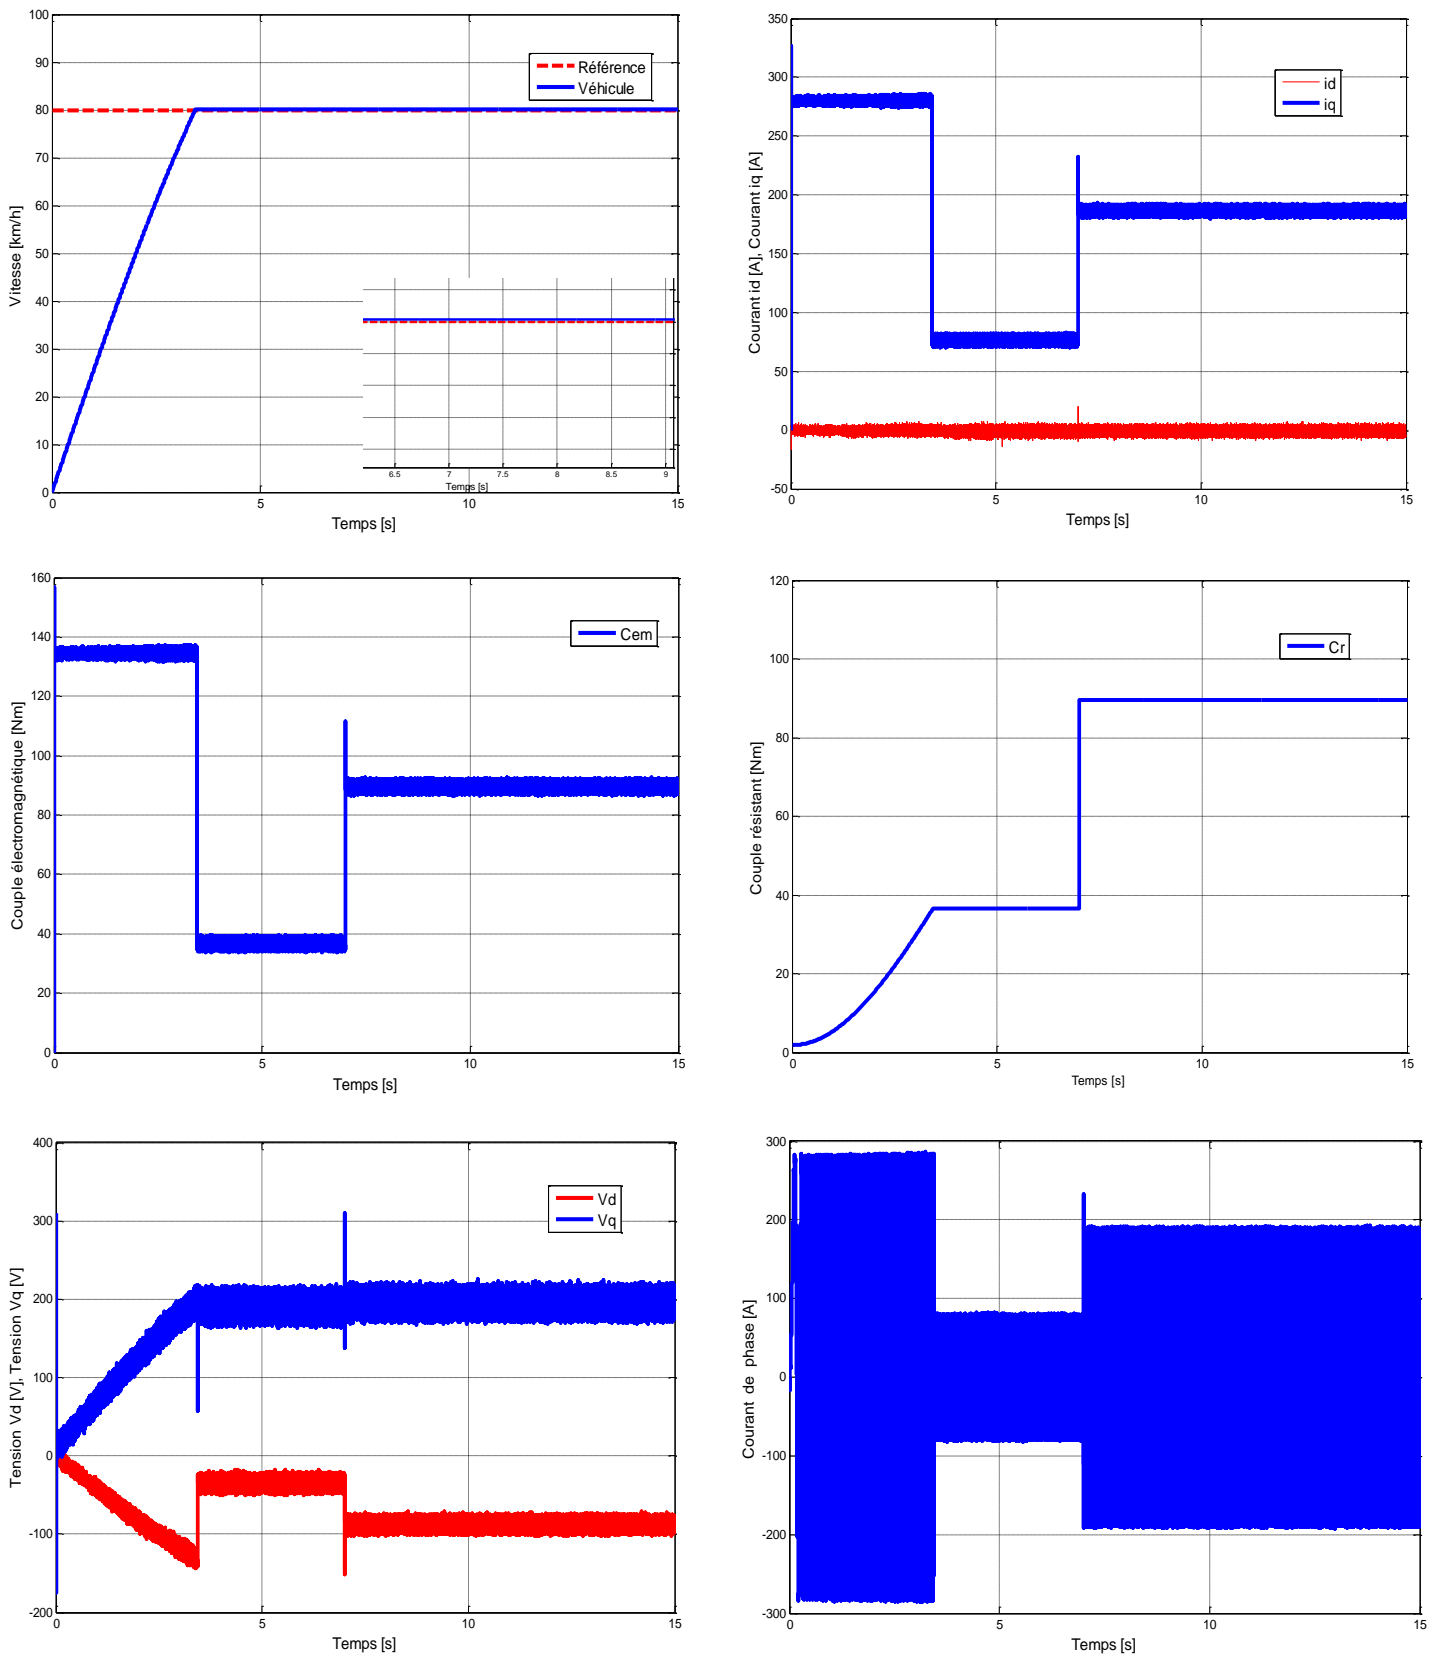 100
90
80
70
60
50
40
30
20
10
0
Vitesse [km/h]
Référence
Véhicule
6.5 7 7.5 8 8.5 9
Temps [s]
0 5 10 15
Temps [s]
350
300
250
200
150
100
50
0
-50
Courant id [A], Courant iq [A]
id
iq
0 5 10 15
Temps [s]
160
140
120
100
80
60
40
20
0
Couple électromagnétique [Nm]
Cem
0 5 10 15
Temps [s]
120
100
80
60
40
20
0
Couple résistant [Nm]
Cr
0 5 10 15
Temps [s]
400
300
200
100
0
-100
-200
Tension Vd [V], Tension Vq [V]
Vd
Vq
0 5 10 15
Temps [s]
300
200
100
0
-100
-200
-300
Courant de phase [A]
0 5 10 15
Temps [s]